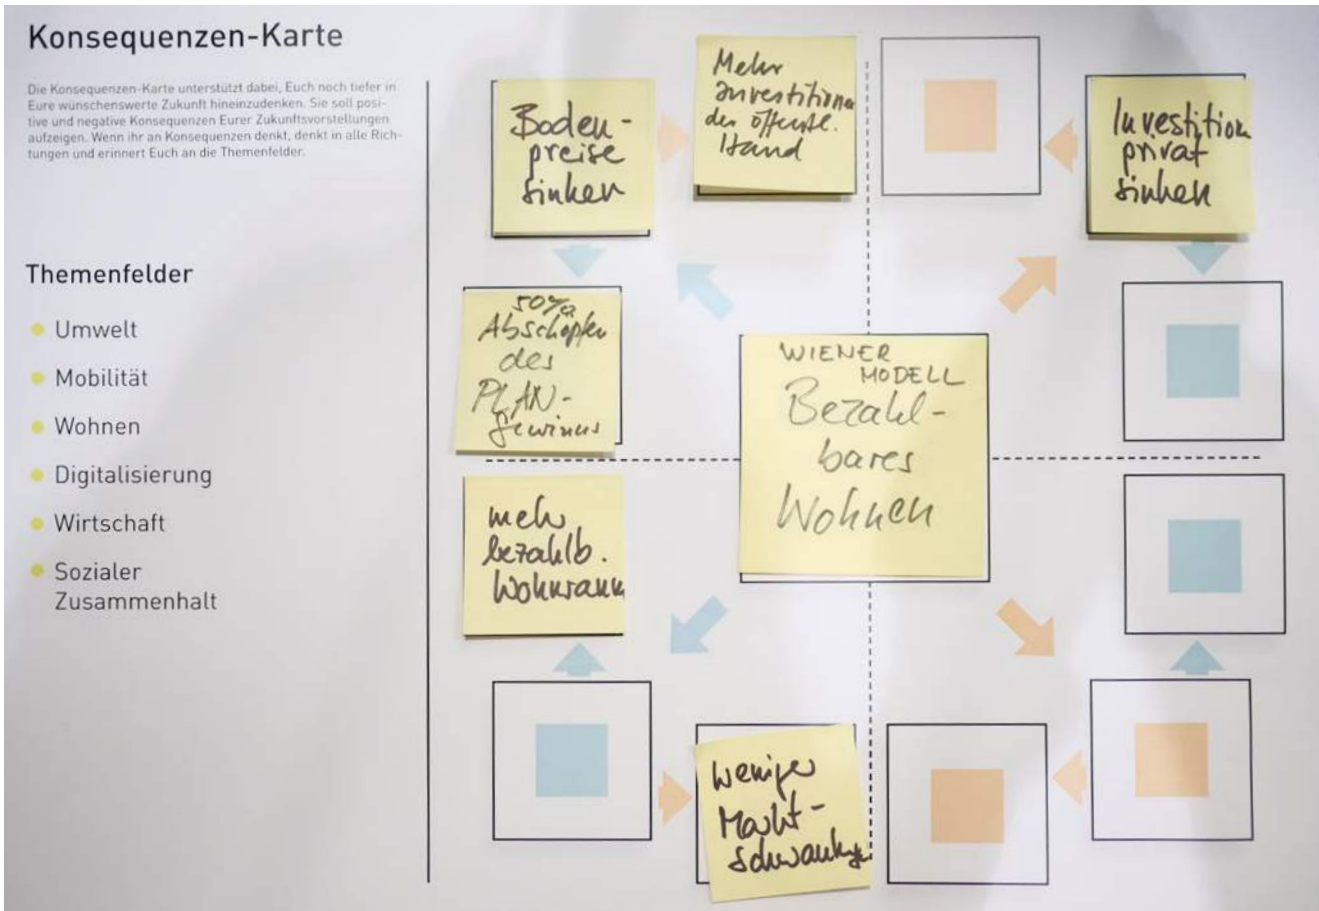 Konsequenzen-Karte
Die Konsequenzen-Karte unterstützt dabei, Euch noch tiefer in
Eure wünschenswerte Zukunft hineinzudenken. Sie soll posi-
tive und negative Konsequenzen Eurer Zukunftsvorstellungen
aufzeigen. Wenn ihr an Konsequenzen denkt, denkt in alle Rich-
tungen und erinnert Euch an die Themenfelder.
Themenfelder
Umwelt
Mobilität
Wohnen
Digitalisierung
Wirtschaft
Sozialer
Zusammenhalt
Boden-
preise
sinken
Mehr
Investitionen
der öffentl.
Hand
Investition
privat
sinken
50%
Abschöpfen
des
PLAN-
gewinns
WIENER
MODELL
Bezahl-
bares
Wohnen
mehr
bezahlb.
Wohnraum
weniger
Markt-
schwankungen